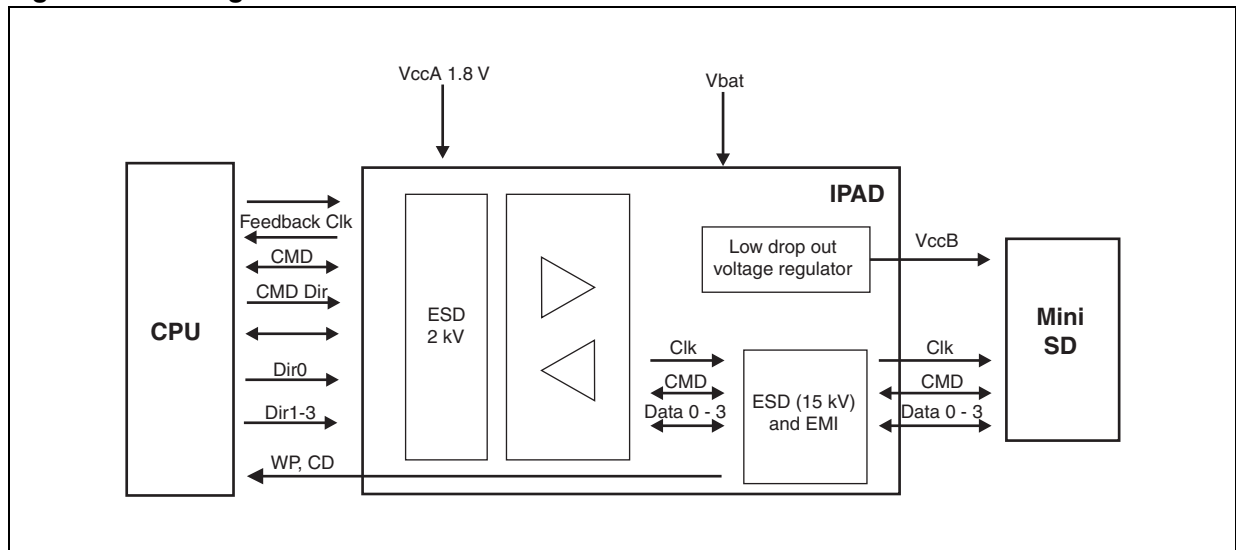 VccA 1.8 V
Vbat
IPAD
CPU
Feedback Clk
CMD
CMD Dir
Dir0
Dir1-3
WP, CD
ESD
2 kV
Low drop out
voltage regulator
VccB
Clk
CMD
Data 0 - 3
ESD (15 kV)
and EMI
Clk
CMD
Data 0 - 3
Mini
SD